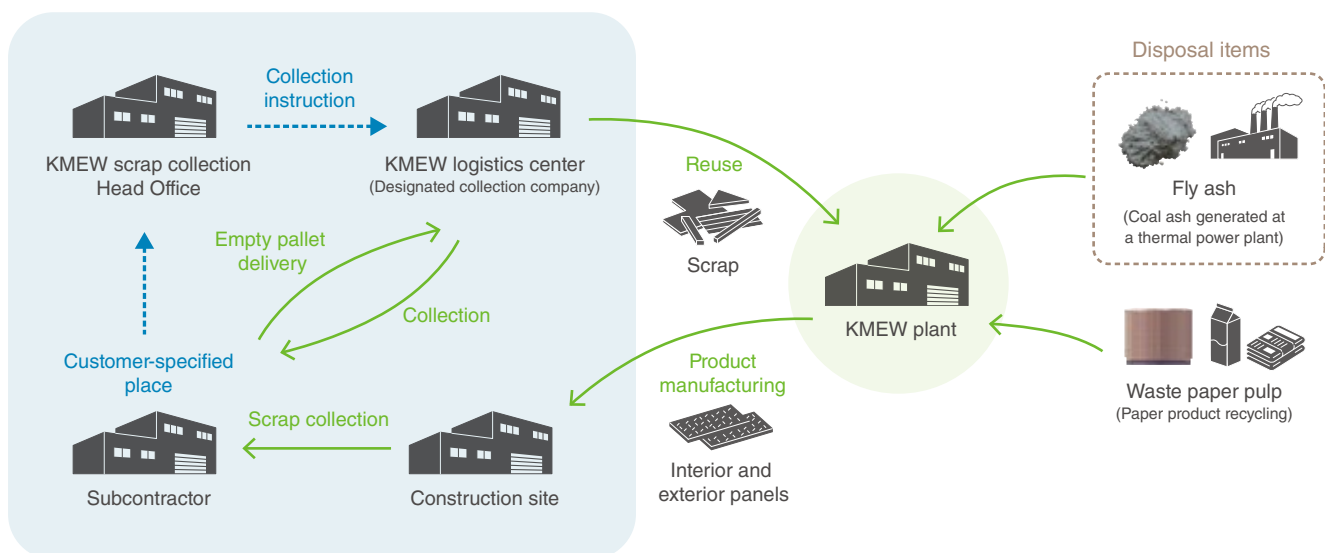 Disposal items
Collection
instruction
KMEW scrap collection
Head Office
KMEW logistics center
(Designated collection company)
Reuse
Scrap
Fly ash
(Coal ash generated at
a thermal power plant)
Empty pallet
delivery
Collection
KMEW plant
Customer-specified
place
Product
manufacturing
Waste paper pulp
(Paper product recycling)
Scrap collection
Subcontractor
Construction site
Interior and
exterior panels